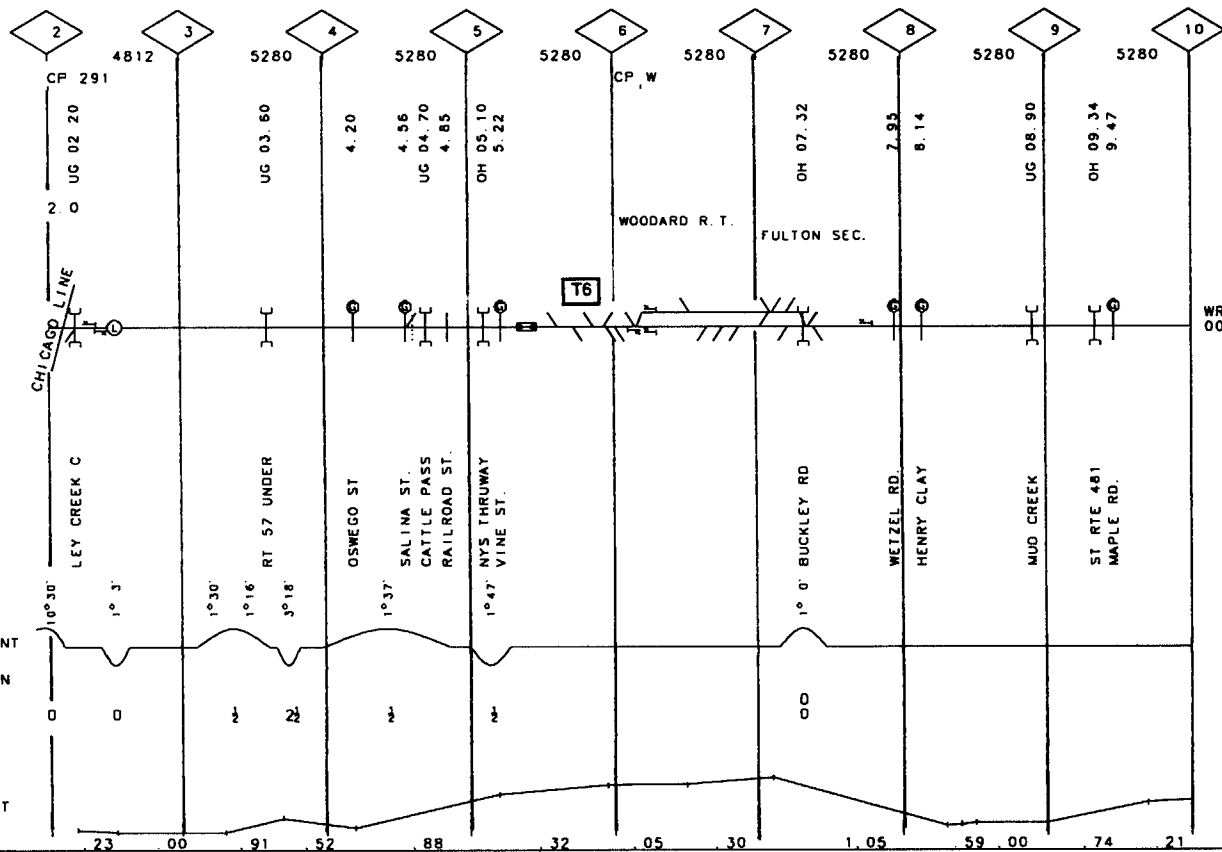 2
3
4
5
6
7
8
9
10
4812
5280
5280
5280
5280
5280
5280
5280
CP 291
CP W
UG 02 20
UG 03.60
4.20
4.56
UG 04.70
4.85
OH 05.10
5.22
OH 07.32
7.95
8.14
UG 08.90
OH 09.34
9.47
2.0
WOODARD R.T.
FULTON SEC.
CHICAGO LINE
T6
L
G
G
G
G
G
G
WR
00
LEY CREEK C
RT 57 UNDER
OSWEGO ST
SALINA ST.
CATTLE PASS
RAILROAD ST.
NYS THRUWAY
VINE ST.
BUCKLEY RD
WETZEL RD.
HENRY CLAY
MUD CREEK
ST RTE 481
MAPLE RD.
10°30'
1° 3'
1°30'
1°16'
3°18'
1°37'
1°47'
1° 0'
NT
N
0
0
½
2½
½
½
0
0
T
.23
.00
.91
.52
.88
.32
.05
.30
1.05
.59
.00
.74
.21